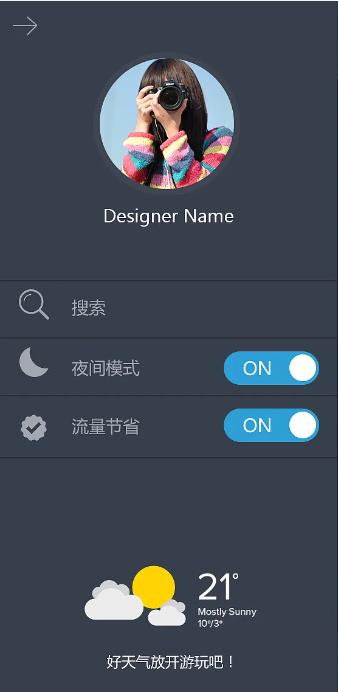 Designer Name
搜索
夜间模式 ON
流量节省 ON
21°
Mostly Sunny
10°/3°
好天气放开游玩吧！